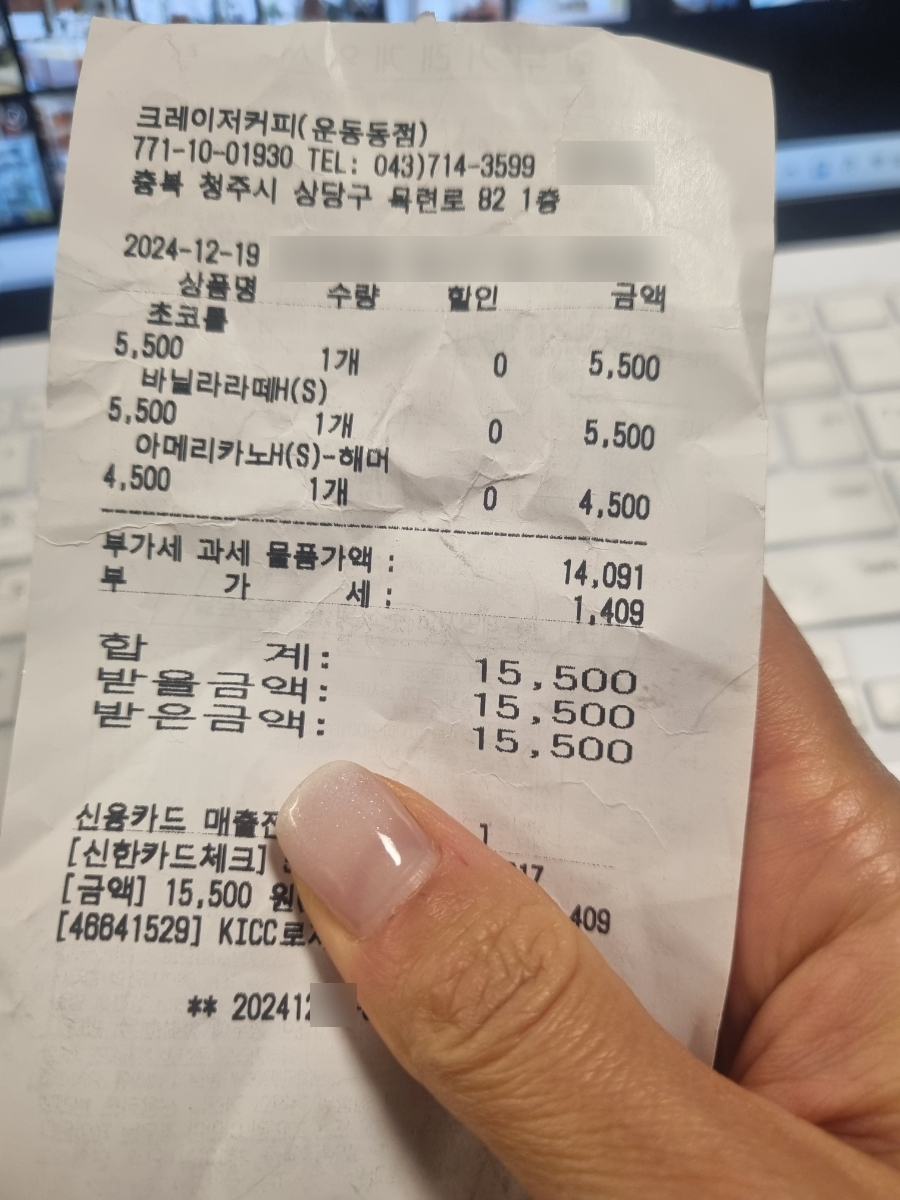 크레이저커피(운동동점)
771-10-01930 TEL: 043)714-3599
충북 청주시 상당구 목련로 82 1층
2024-12-19
상품명 수량 할인 금액
초코롤
5,500 1개 0 5,500
바닐라라떼H(S)
5,500 1개 0 5,500
아메리카노H(S)-해머
4,500 1개 0 4,500
부가세 과세 물품가액 : 14,091
부 가 세 : 1,409
합 계: 15,500
받을금액: 15,500
받은금액: 15,500
신용카드
[신한카드체크]
[금액] 15,500 원
[46641529]